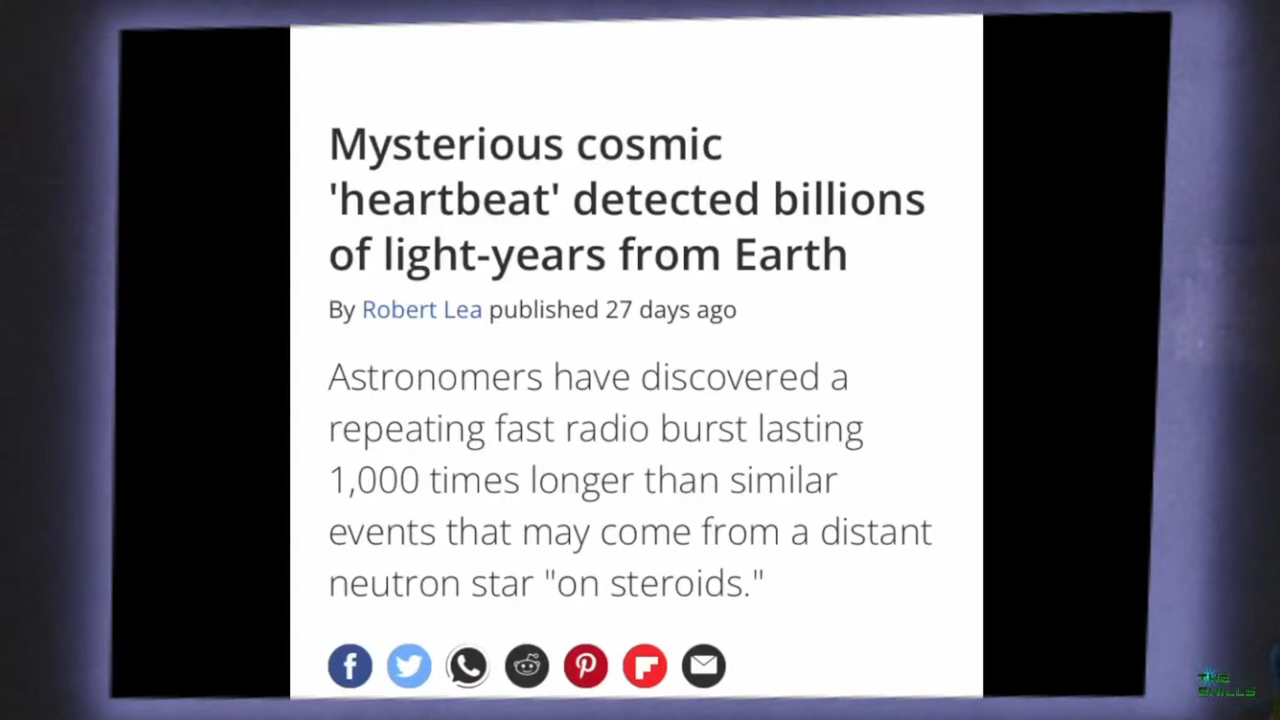 Mysterious cosmic
'heartbeat' detected billions
of light-years from Earth
By Robert Lea published 27 days ago
Astronomers have discovered a
repeating fast radio burst lasting
1,000 times longer than similar
events that may come from a distant
neutron star "on steroids."
THE
CHILLS